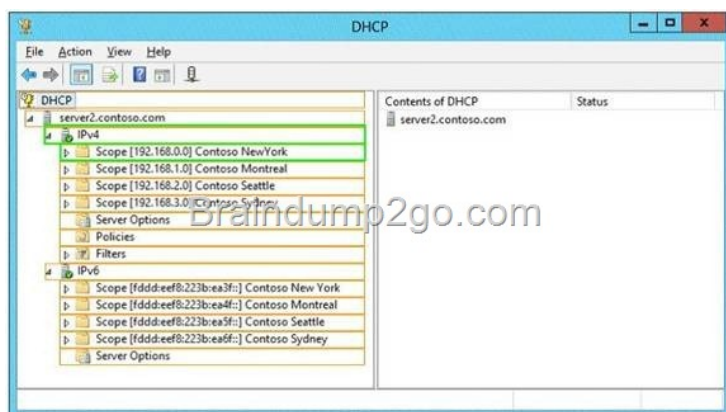 DHCP
File Action View Help
DHCP
Contents of DHCP Status
server2.contoso.com
server2.contoso.com
IPv4
Scope [192.168.0.0] Contoso NewYork
Scope [192.168.1.0] Contoso Montreal
Scope [192.168.2.0] Contoso Seattle
Scope [192.168.3.0] Contoso Sydney
Braindump2go.com
Server Options
Policies
Filters
IPv6
Scope [fddd:eef8:223b:ea3f::] Contoso New York
Scope [fddd:eef8:223b:ea4f::] Contoso Montreal
Scope [fddd:eef8:223b:ea5f::] Contoso Seattle
Scope [fddd:eef8:223b:ea6f::] Contoso Sydney
Server Options